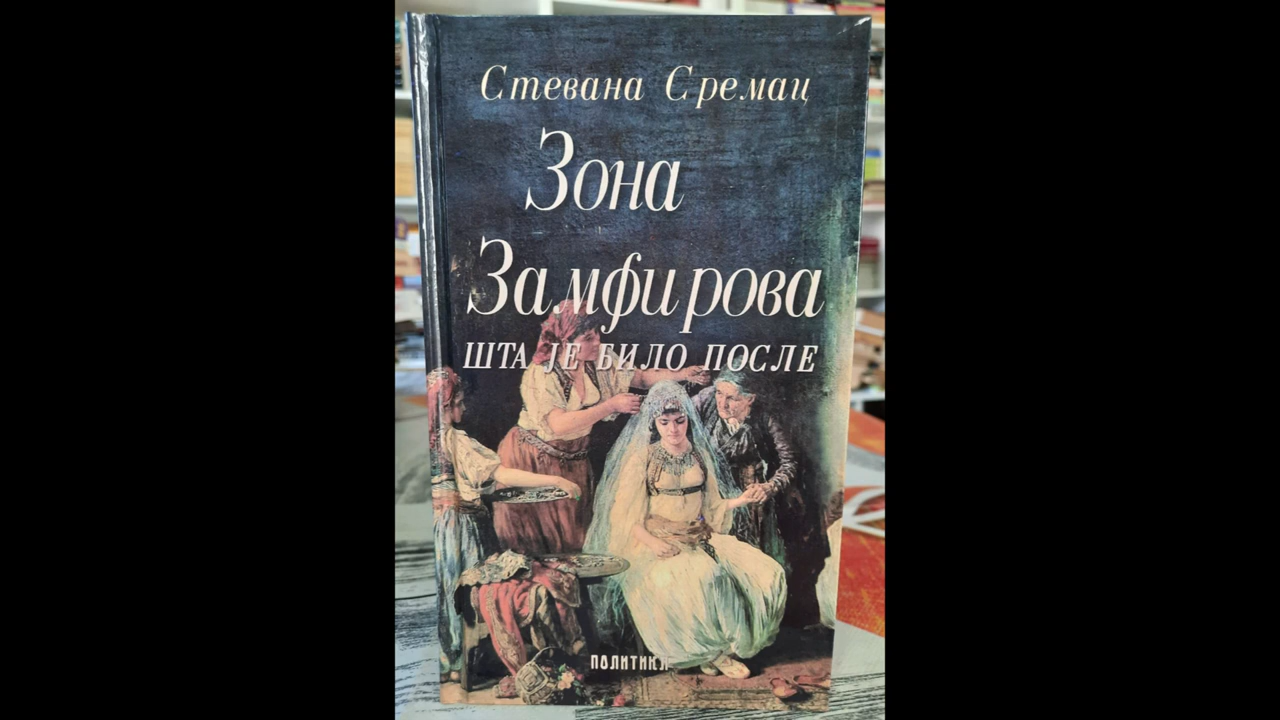 Стевана Сремац
Зона
Замфирова
ШТА ЈЕ БИЛО ПОСЛЕ
ПОЛИТИКА